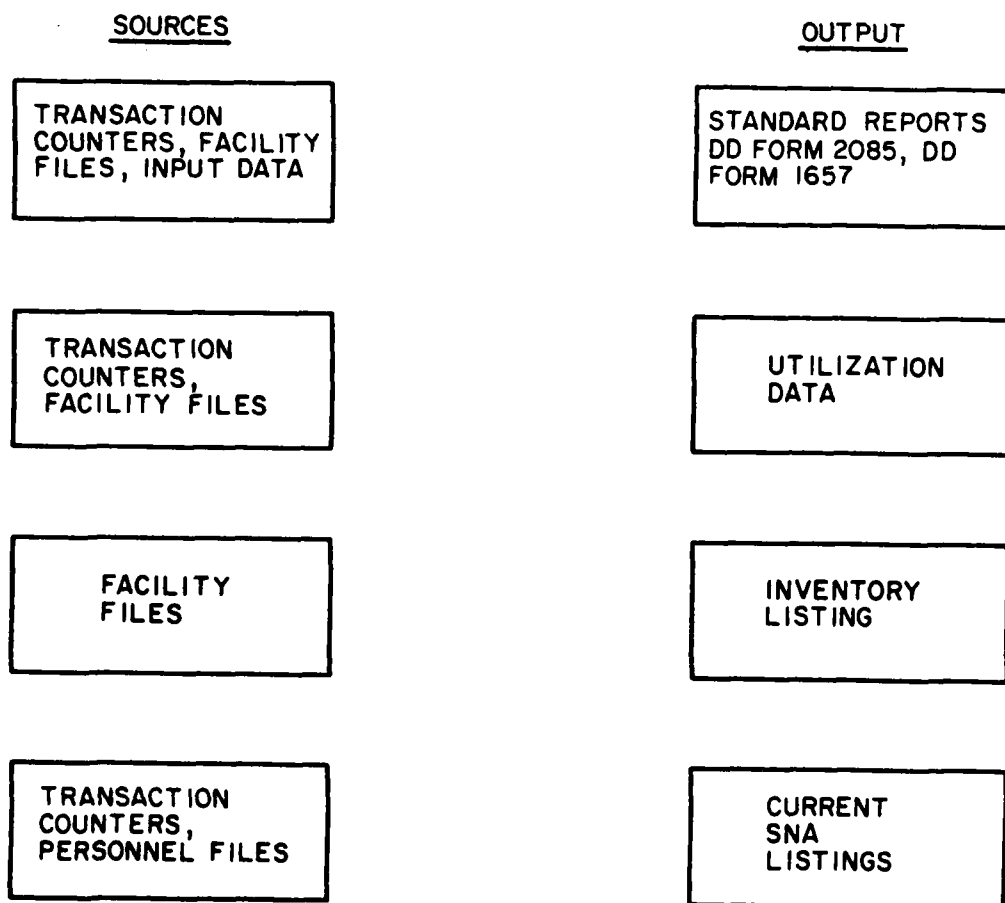 SOURCES
TRANSACTION
COUNTERS, FACILITY
FILES, INPUT DATA
TRANSACTION
COUNTERS,
FACILITY FILES
FACILITY
FILES
TRANSACTION
COUNTERS,
PERSONNEL FILES
OUTPUT
STANDARD REPORTS
DD FORM 2085, DD
FORM 1657
UTILIZATION
DATA
INVENTORY
LISTING
CURRENT
SNA
LISTINGS